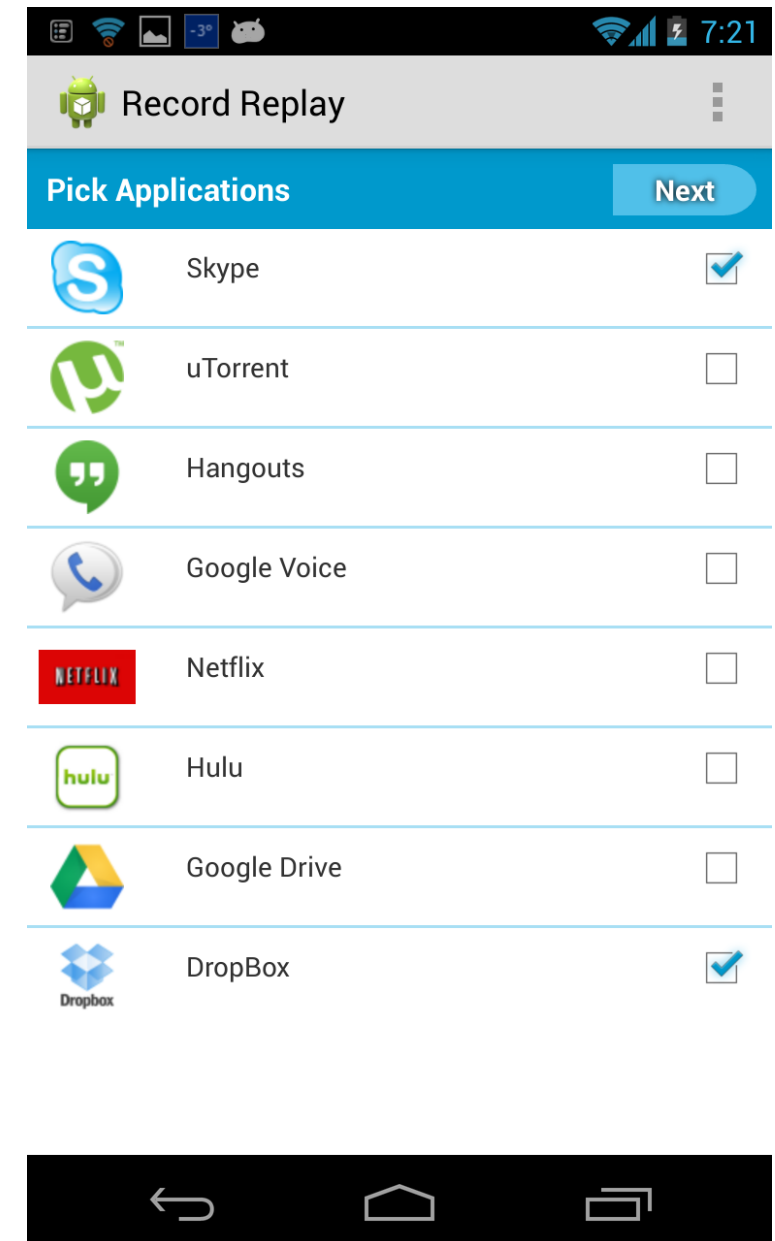 -3° 7:21
Record Replay
Pick Applications Next
S Skype
µ™ uTorrent
Hangouts
Google Voice
NETFLIX Netflix
hulu Hulu
Google Drive
DropBox
Dropbox